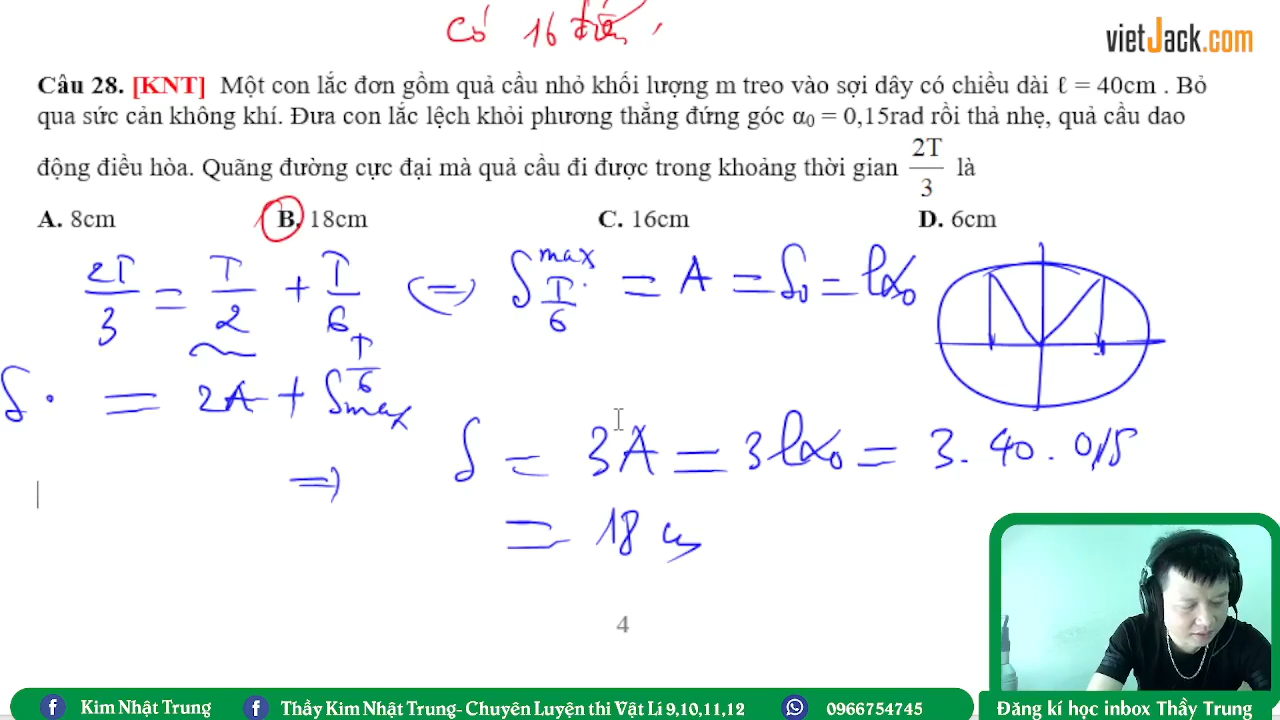 có 16 điểm
vietJack.com
Câu 28. [KNT] Một con lắc đơn gồm quả cầu nhỏ khối lượng m treo vào sợi dây có chiều dài ℓ = 40cm . Bỏ
qua sức cản không khí. Đưa con lắc lệch khỏi phương thẳng đứng góc α₀ = 0,15rad rồi thả nhẹ, quả cầu dao
động điều hòa. Quãng đường cực đại mà quả cầu đi được trong khoảng thời gian 2T/3 là
A. 8cm B. 18cm C. 16cm D. 6cm
2T/3 = T/2 + T/6 (=) S max T/6 = A = S₀ = lα₀
S = 2A + S max T/6
=> S = 3A = 3lα₀ = 3. 40. 0,15
= 18 cm
4
Kim Nhật Trung Thầy Kim Nhật Trung- Chuyên Luyện thi Vật Lí 9,10,11,12 0966754745 Đăng kí học inbox Thầy Trung